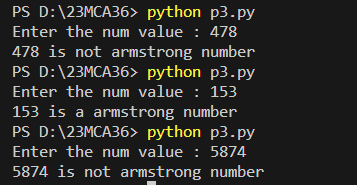 PS D:\23MCA36> python p3.py
Enter the num value : 478
478 is not armstrong number
PS D:\23MCA36> python p3.py
Enter the num value : 153
153 is a armstrong number
PS D:\23MCA36> python p3.py
Enter the num value : 5874
5874 is not armstrong number